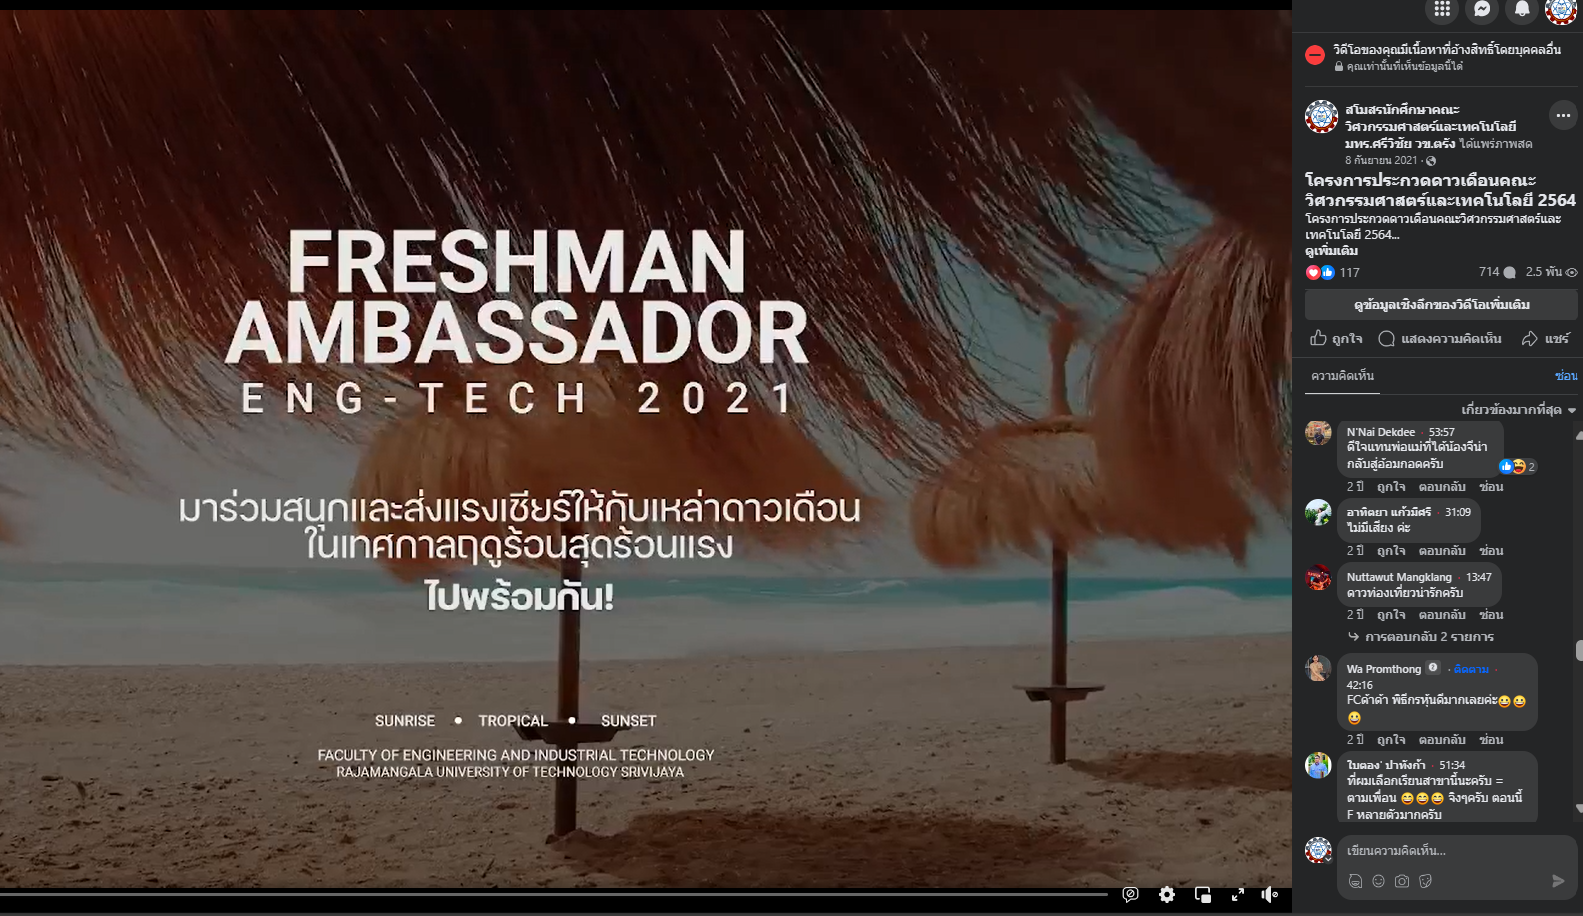 FRESHMAN
AMBASSADOR
ENG-TECH 2021
มาร่วมสนุกและส่งแรงเชียร์ให้กับเหล่าดาวเดือน
ในเทศกาลฤดูร้อนสุดร้อนแรง
ไปพร้อมกัน!
SUNRISE • TROPICAL • SUNSET
FACULTY OF ENGINEERING AND INDUSTRIAL TECHNOLOGY
RAJAMANGALA UNIVERSITY OF TECHNOLOGY SRIVIJAYA
วิดีโอของคุณมีเนื้อหาที่อ้างสิทธิ์โดยบุคคลอื่น
คุณเท่านั้นที่เห็นข้อมูลนี้ได้
สโมสรนักศึกษาคณะ
วิศวกรรมศาสตร์และเทคโนโลยี
มทร.ศรีวิชัย วข.ตรัง ได้แพร่ภาพสด
8 กันยายน 2021 ·
โครงการประกวดดาวเดือนคณะ
วิศวกรรมศาสตร์และเทคโนโลยี 2564
โครงการประกวดดาวเดือนคณะวิศวกรรมศาสตร์และ
เทคโนโลยี 2564...
ดูเพิ่มเติม
117 714 2.5 พัน
ดูข้อมูลเชิงลึกของวิดีโอเพิ่มเติม
ถูกใจ แสดงความคิดเห็น แชร์
ความคิดเห็น ซ่อน
เกี่ยวข้องมากที่สุด
N'Nai Dekdee · 53:57
ดีใจแทนพ่อแม่ที่ได้น้องจีน่า
กลับสู่อ้อมกอดครับ
2
2 ปี ถูกใจ ตอบกลับ ซ่อน
อาทิตยา แก้วมีศรี · 31:09
ไม่มีเสียง ค่ะ
2 ปี ถูกใจ ตอบกลับ ซ่อน
Nuttawut Mangklang · 13:47
ดาวท่องเที่ยวน่ารักครับ
2 ปี ถูกใจ ตอบกลับ ซ่อน
การตอบกลับ 2 รายการ
Wa Promthong · ติดตาม ·
42:16
FCด้าด้า พิธีกรหุ้นดีมากเลยค่ะ😆😆
😆
2 ปี ถูกใจ ตอบกลับ ซ่อน
ใบตอง' ปาทังก้า · 51:34
ที่ผมเลือกเรียนสาขานี้นะครับ =
ตามเพื่อน 😂😂😂 จิงๆครับ ตอนนี้
F หลายตัวมากครับ
เขียนความคิดเห็น...